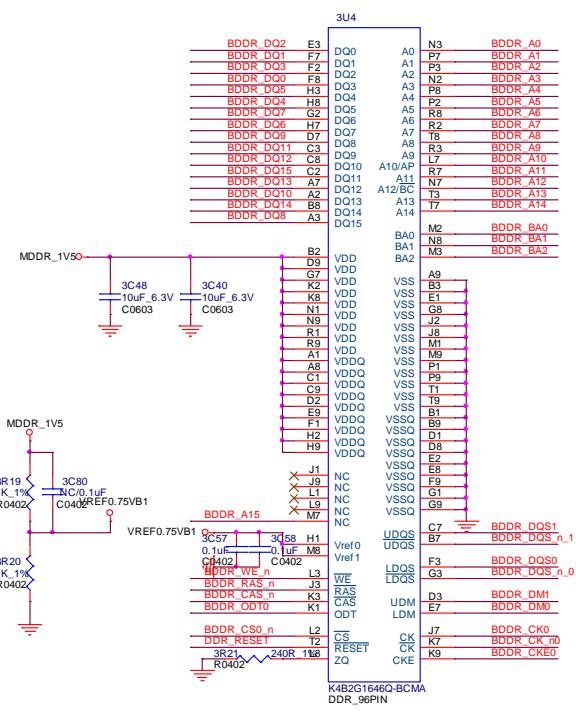 3U4
BDDR_DQ2 E3 DQ0 A0 N3 BDDR_A0
BDDR_DQ1 F7 DQ1 A1 P7 BDDR_A1
BDDR_DQ3 F2 DQ2 A2 P3 BDDR_A2
BDDR_DQ0 F8 DQ3 A3 N2 BDDR_A3
BDDR_DQ5 H3 DQ4 A4 P8 BDDR_A4
BDDR_DQ4 H8 DQ5 A5 P2 BDDR_A5
BDDR_DQ7 G2 DQ6 A6 R8 BDDR_A6
BDDR_DQ6 H7 DQ7 A7 R2 BDDR_A7
BDDR_DQ9 D7 DQ8 A8 T8 BDDR_A8
BDDR_DQ11 C3 DQ9 A9 R3 BDDR_A9
BDDR_DQ12 C8 DQ10 A10/AP L7 BDDR_A10
BDDR_DQ15 C2 DQ11 A11 R7 BDDR_A11
BDDR_DQ13 A7 DQ12 A12/BC N7 BDDR_A12
BDDR_DQ10 A2 DQ13 A13 T3 BDDR_A13
BDDR_DQ14 B8 DQ14 A14 T7 BDDR_A14
BDDR_DQ8 A3 DQ15
BA0 M2 BDDR_BA0
BA1 N8 BDDR_BA1
BA2 M3 BDDR_BA2
MDDR_1V5 B2 VDD
D9 VDD
G7 VDD VSS A9
K2 VDD VSS B3
K8 VDD VSS E1
N1 VDD VSS G8
N9 VDD VSS J2
R1 VDD VSS J8
R9 VDD VSS M1
A1 VDDQ VSS M9
A8 VDDQ VSS P1
C1 VDDQ VSS P9
C9 VDDQ VSS T1
D2 VDDQ VSS T9
E9 VDDQ VSSQ B1
F1 VDDQ VSSQ B9
H2 VDDQ VSSQ D1
H9 VDDQ VSSQ D8
VSSQ E2
VSSQ E8
VSSQ F9
VSSQ G1
VSSQ G9
3C48
10uF_6.3V
C0603
3C40
10uF_6.3V
C0603
MDDR_1V5
3C80
NC/0.1uF
C0402
VREF0.75VB1
R19
K_1%
R0402
R20
K_1%
R0402
J1 NC
J9 NC
L1 NC
L9 NC
BDDR_A15 M7 NC
VREF0.75VB1
3C57
0.1uF
C0402
3C58
0.1uF
C0402
H1 Vref0
M8 Vref1
UDQS C7 BDDR_DQS1
UDQS B7 BDDR_DQS_n_1
LDQS F3 BDDR_DQS0
LDQS G3 BDDR_DQS_n_0
BDDR_WE_n L3 WE
BDDR_RAS_n J3 RAS
BDDR_CAS_n K3 CAS UDM D3 BDDR_DM1
BDDR_ODT0 K1 ODT LDM E7 BDDR_DM0
BDDR_CS0_n L2 CS CK J7 BDDR_CK0
DDR_RESET T2 RESET CK K7 BDDR_CK_n0
3R21 240R_1% L8 ZQ CKE K9 BDDR_CKE0
R0402
K4B2G1646Q-BCMA
DDR_96PIN